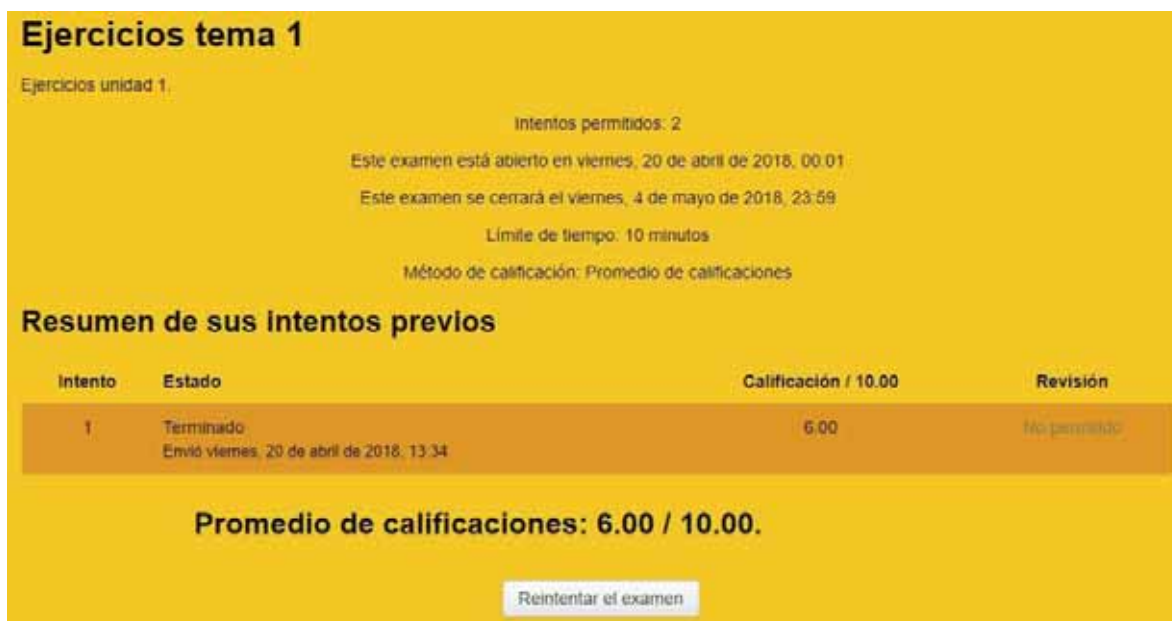 Ejercicios tema 1
Ejercicios unidad 1.
Intentos permitidos: 2
Este examen está abierto en viernes, 20 de abril de 2018, 00:01
Este examen se cerrará el viernes, 4 de mayo de 2018, 23:59
Límite de tiempo: 10 minutos
Método de calificación: Promedio de calificaciones
Resumen de sus intentos previos
Intento Estado Calificación / 10.00 Revisión
1 Terminado 6.00 No permitido
Envió viernes, 20 de abril de 2018, 13:34
Promedio de calificaciones: 6.00 / 10.00.
Reintentar el examen